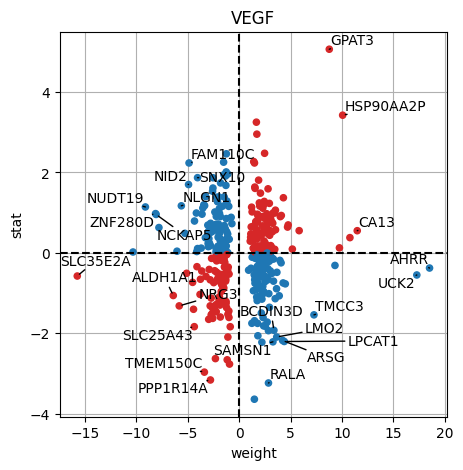 VEGF
GPAT3
HSP90AA2P
FAM110C
NID2
SNX10
NUDT19
NLGN1
ZNF280D
NCKAP5
CA13
SLC35E2A
AHRR
ALDH1A1
UCK2
NRG3
BCDIN3D
TMCC3
SLC25A43
LMO2
SAMSN1
LPCAT1
ARSG
TMEM150C
RALA
PPP1R14A
stat
4
2
0
−2
−4
−15
−10
−5
0
5
10
15
20
weight